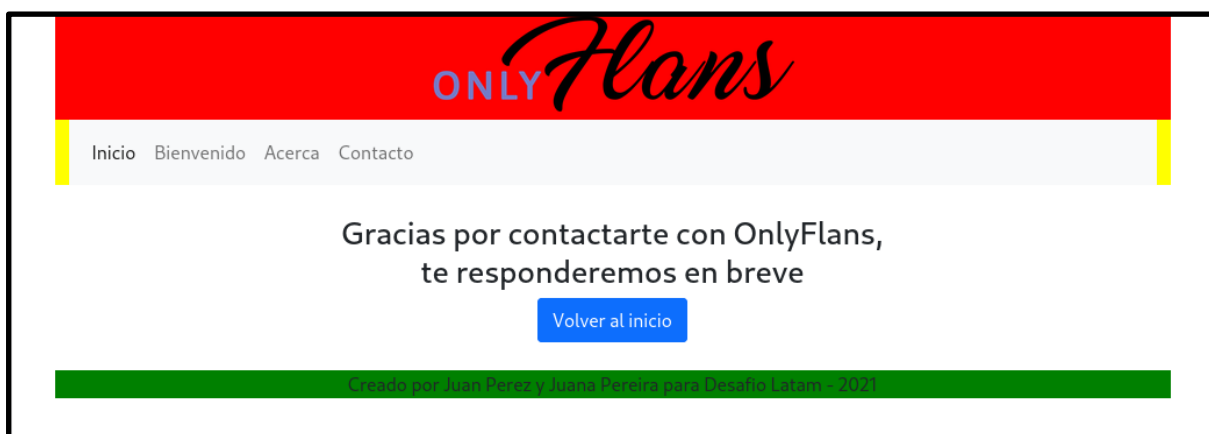 ONLY Flans
Inicio Bienvenido Acerca Contacto
Gracias por contactarte con OnlyFlans,
te responderemos en breve
Volver al inicio
Creado por Juan Perez y Juana Pereira para Desafio Latam - 2021